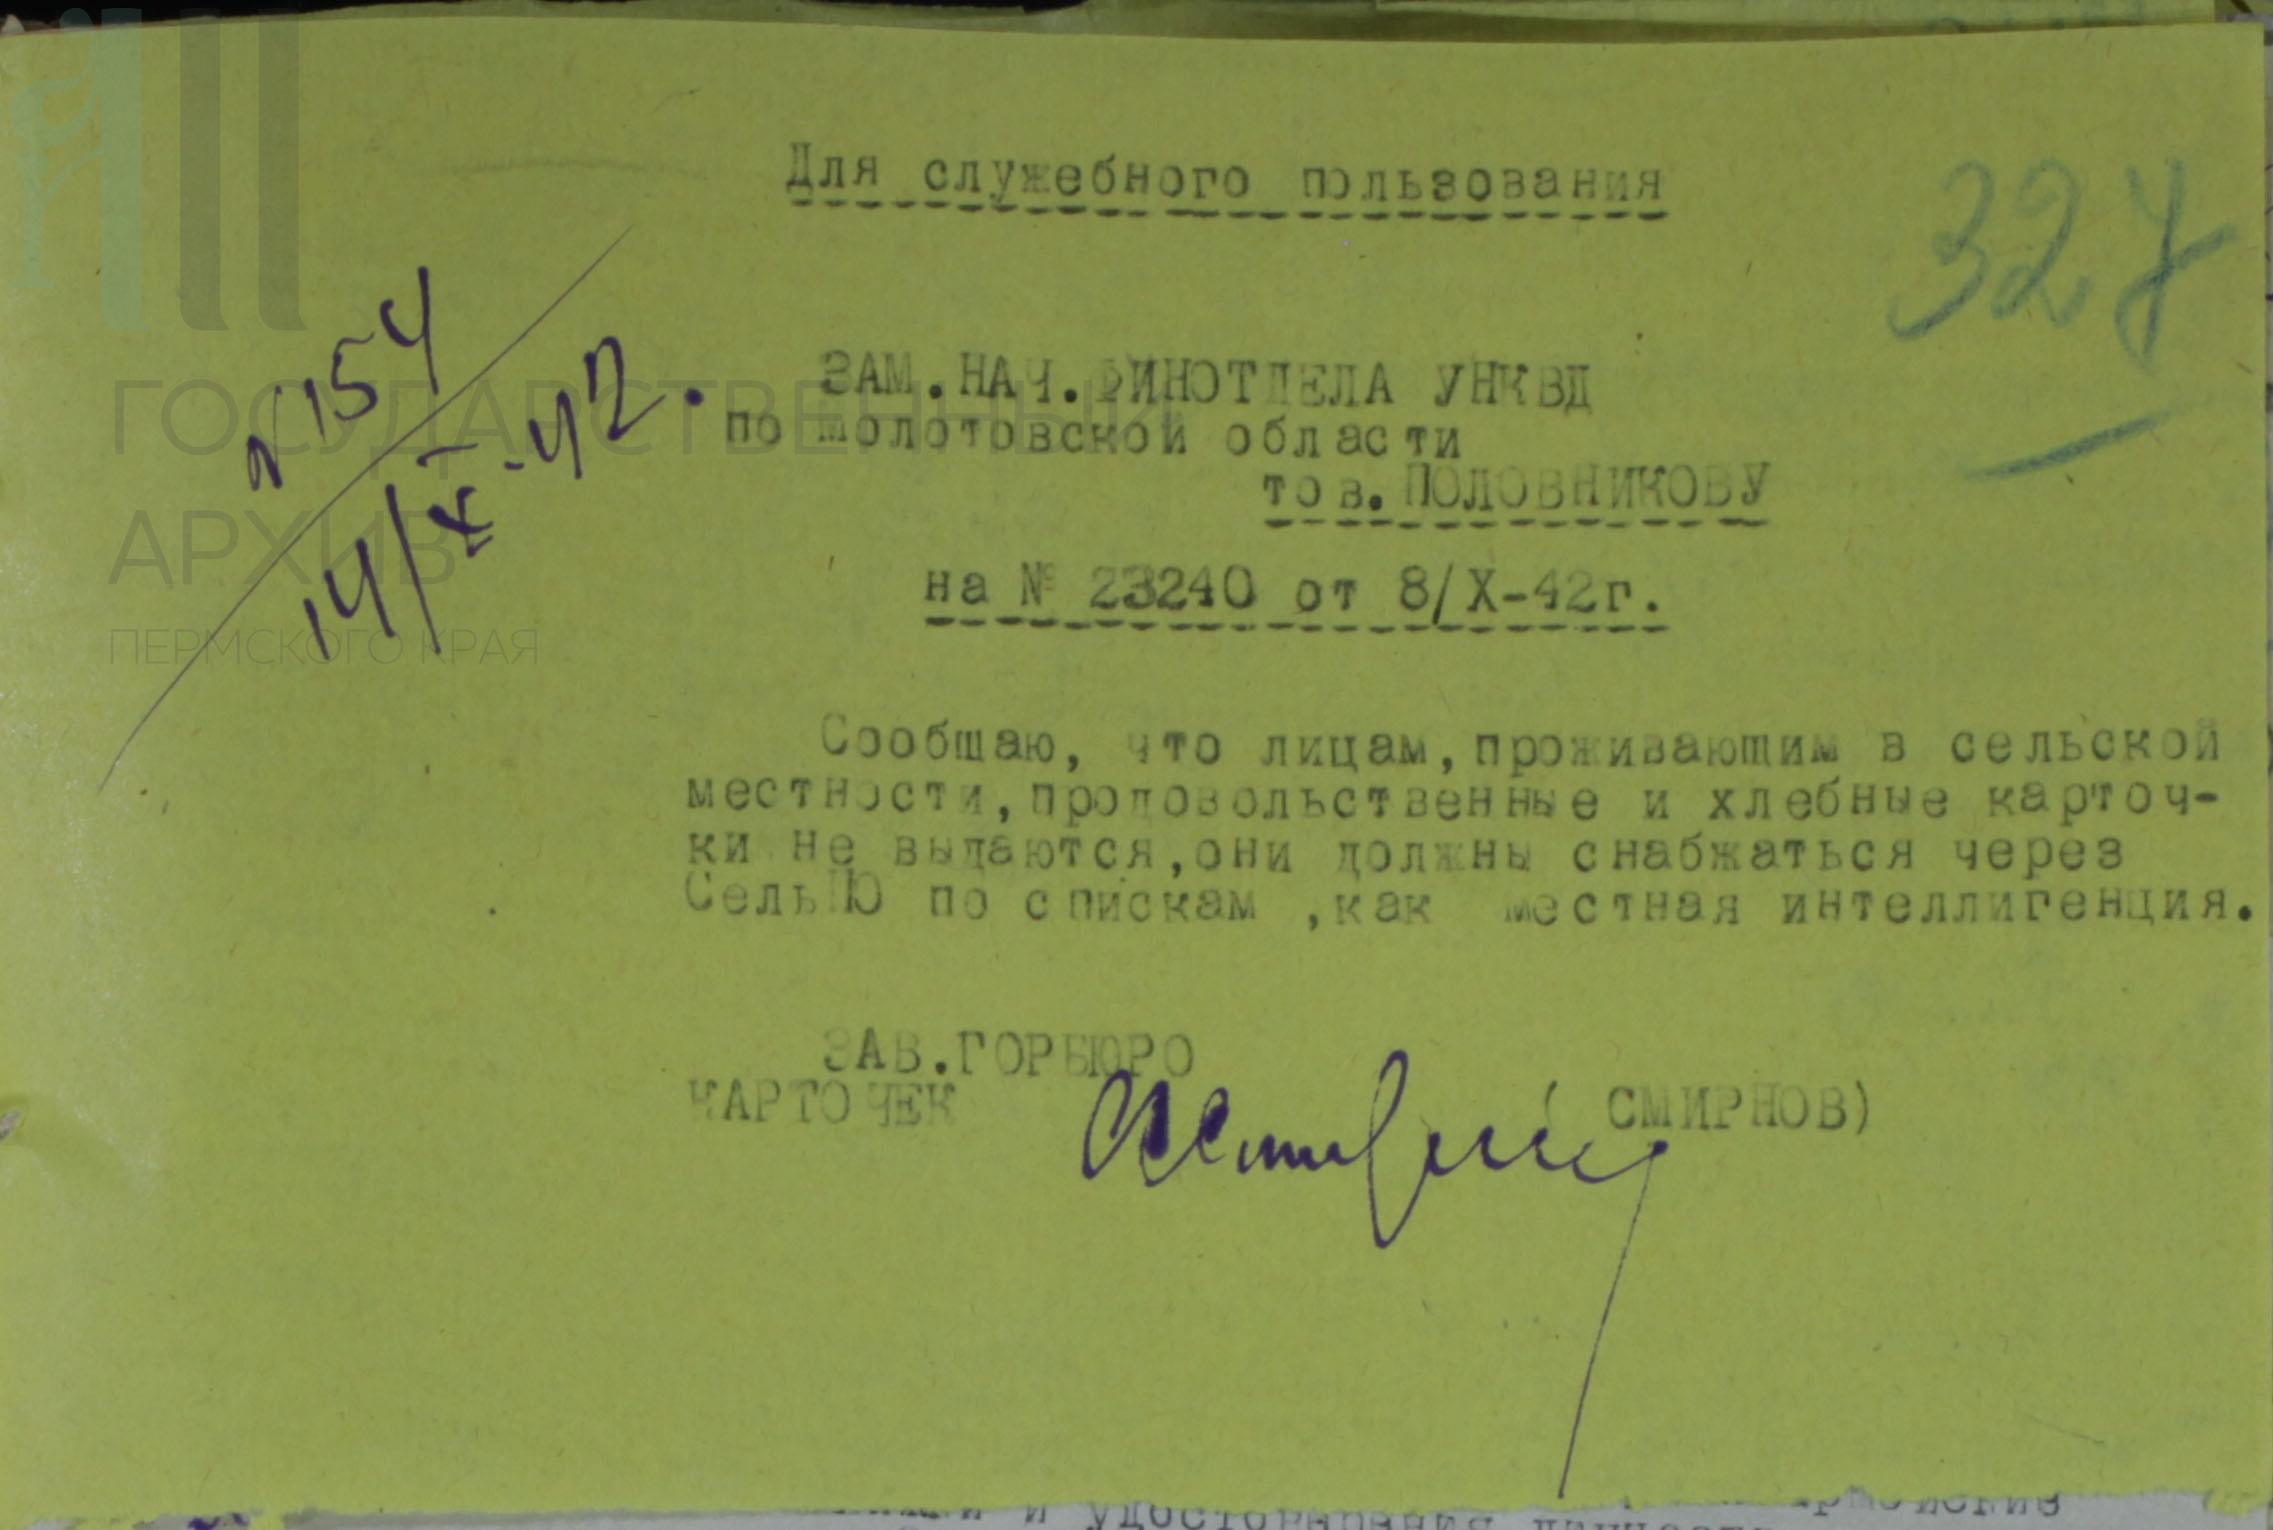 Для служебного пользования
327
№154
14/X-42.
ЗАМ.НАЧ.ФИНОТДЕЛА УНКВД
по Молотовской области
тов. ПОЛОВНИКОВУ
на № 23240 от 8/X-42г.
Сообщаю, что лицам,проживающим в сельской
местности,продовольственные и хлебные карточ-
ки не выдаются,они должны снабжаться через
СельПО по спискам ,как местная интеллигенция.
ЗАВ.ГОРБЮРО
КАРТОЧЕК ( СМИРНОВ)
ГОСУДАРСТВЕННЫЙ
АРХИВ
ПЕРМСКОГО КРАЯ
и удостоверения